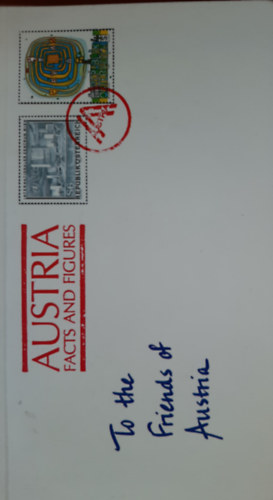 REPUBLIK ÖSTERREICH
AUSTRIA
FACTS AND FIGURES
To the
Friends of
Austria